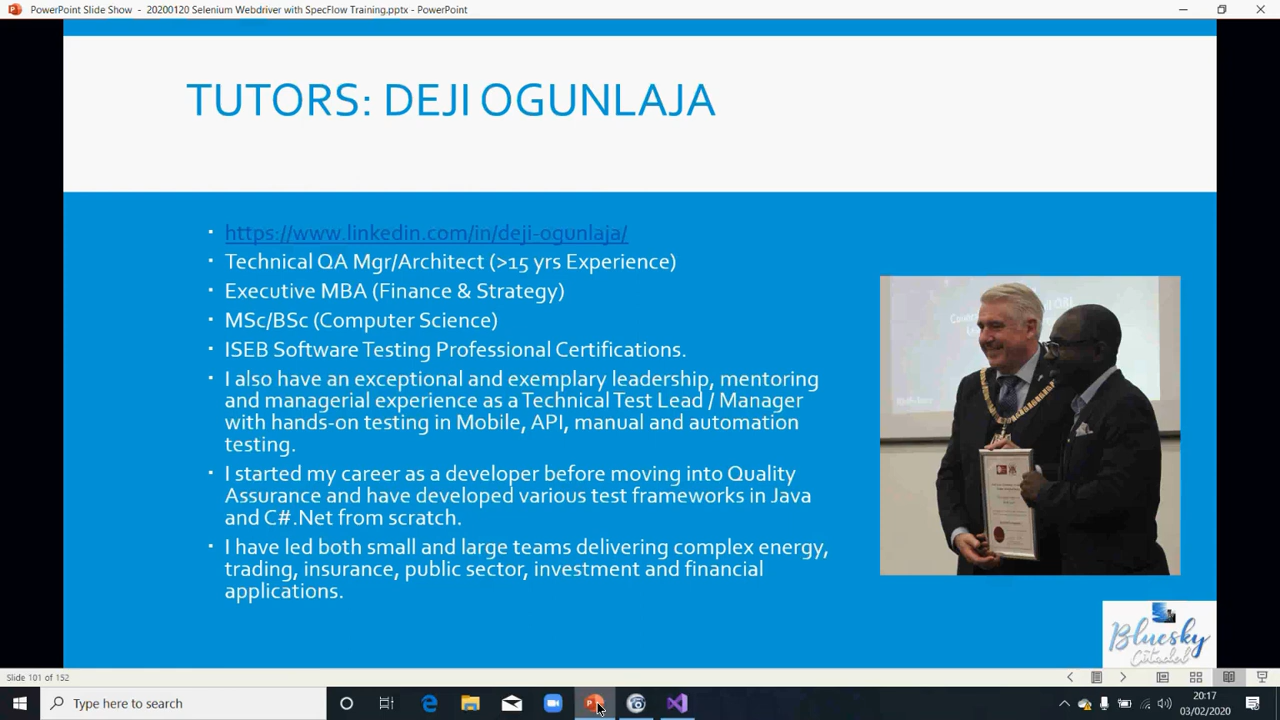 PowerPoint Slide Show - 20200120 Selenium Webdriver with SpecFlow Training.pptx - PowerPoint
TUTORS: DEJI OGUNLAJA
https://www.linkedin.com/in/deji-ogunlaja/
Technical QA Mgr/Architect (>15 yrs Experience)
Executive MBA (Finance & Strategy)
MSc/BSc (Computer Science)
ISEB Software Testing Professional Certifications.
I also have an exceptional and exemplary leadership, mentoring
and managerial experience as a Technical Test Lead / Manager
with hands-on testing in Mobile, API, manual and automation
testing.
I started my career as a developer before moving into Quality
Assurance and have developed various test frameworks in Java
and C#.Net from scratch.
I have led both small and large teams delivering complex energy,
trading, insurance, public sector, investment and financial
applications.
Bluesky
Citadel
Slide 101 of 152
Type here to search
20:17
03/02/2020